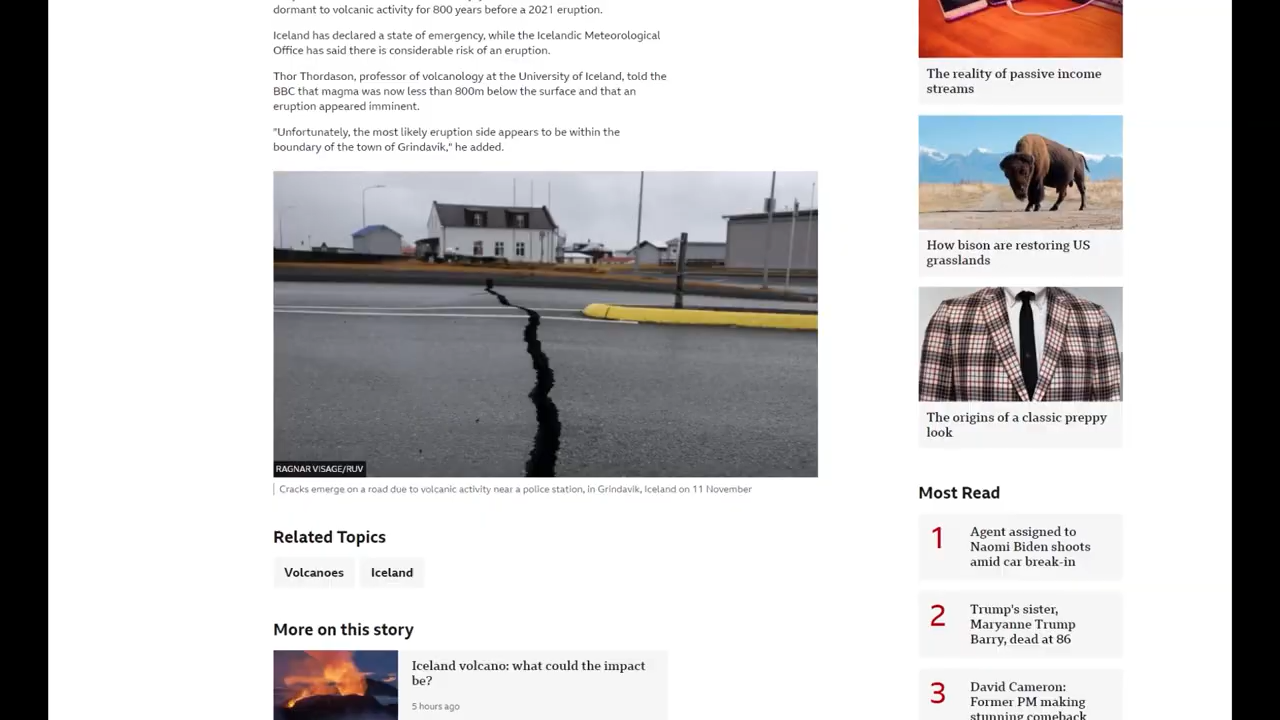 dormant to volcanic activity for 800 years before a 2021 eruption.
Iceland has declared a state of emergency, while the Icelandic Meteorological
Office has said there is considerable risk of an eruption.
Thor Thordason, professor of volcanology at the University of Iceland, told the
BBC that magma was now less than 800m below the surface and that an
eruption appeared imminent.
"Unfortunately, the most likely eruption side appears to be within the
boundary of the town of Grindavik," he added.
RAGNAR VISAGE/RUV
Cracks emerge on a road due to volcanic activity near a police station, in Grindavik, Iceland on 11 November
Related Topics
Volcanoes
Iceland
More on this story
Iceland volcano: what could the impact
be?
5 hours ago
The reality of passive income
streams
How bison are restoring US
grasslands
The origins of a classic preppy
look
Most Read
1
Agent assigned to
Naomi Biden shoots
amid car break-in
2
Trump's sister,
Maryanne Trump
Barry, dead at 86
3
David Cameron:
Former PM making
stunning comeback